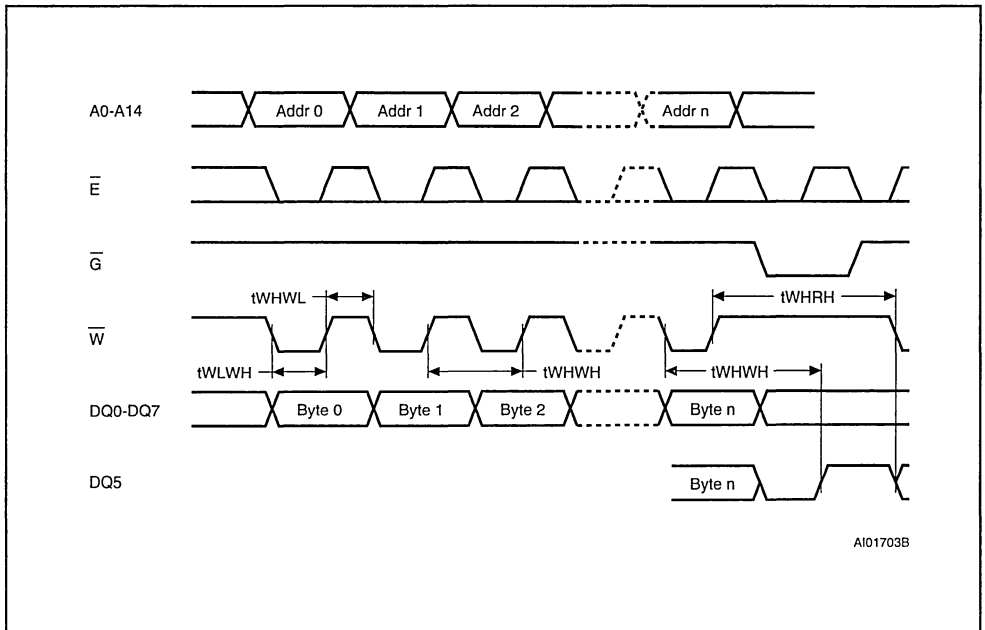 A0-A14
Addr 0 Addr 1 Addr 2 Addr n
E̅
G̅
tWHWL tWHRH
W̅
tWLWH tWHWH tWHWH
DQ0-DQ7 Byte 0 Byte 1 Byte 2 Byte n
DQ5 Byte n
AI01703B